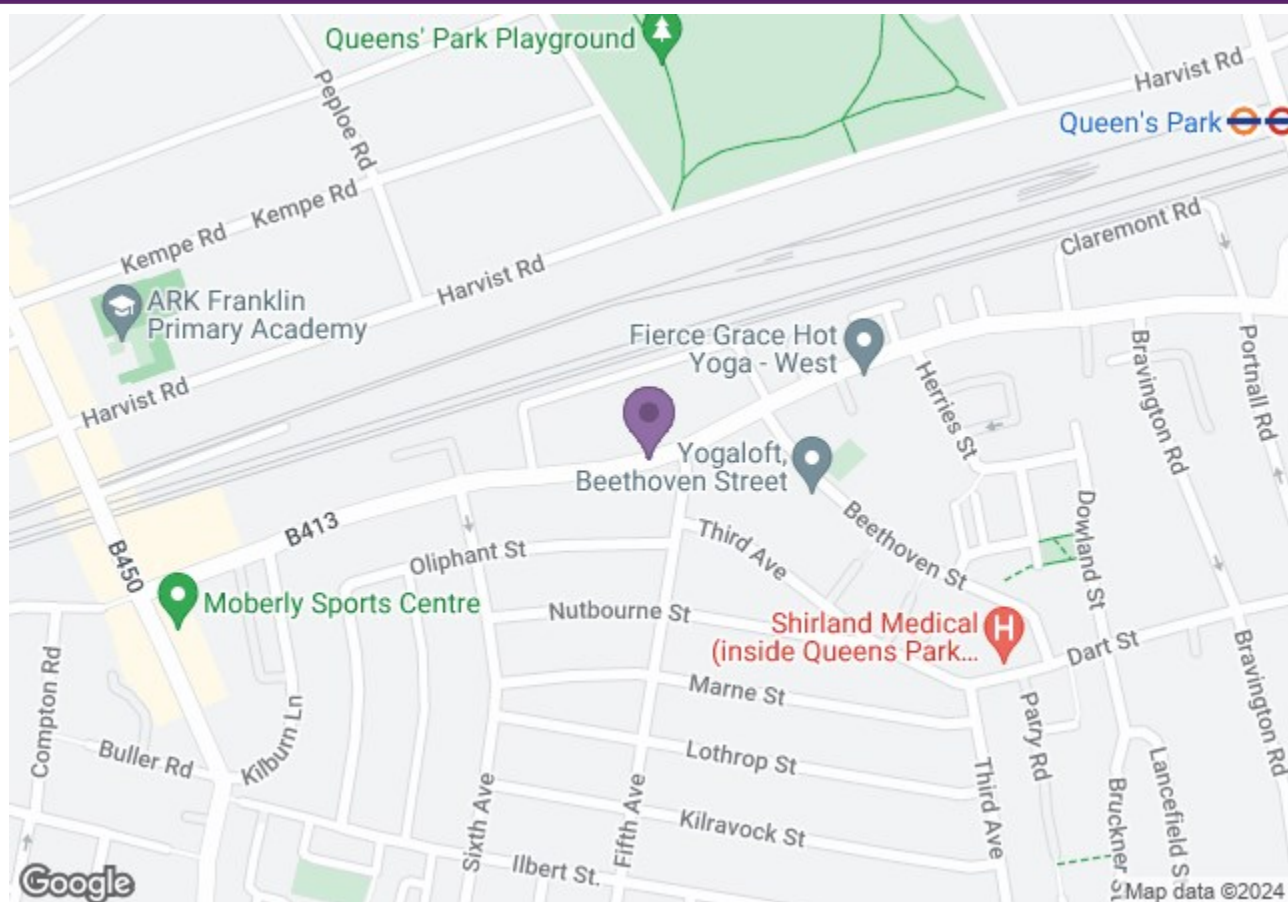 Queens' Park Playground
Harvist Rd
Peploe Rd
Queen's Park
Kempe Rd
Kempe Rd
Claremont Rd
Harvist Rd
ARK Franklin
Primary Academy
Fierce Grace Hot
Yoga - West
Bravington Rd
Portnall Rd
Harvist Rd
Herries St
Yogaloft,
Beethoven Street
B413
Beethoven St
Dowland St
B450
Oliphant St
Third Ave
Moberly Sports Centre
Nutbourne St
Shirland Medical
(inside Queens Park...
Dart St
Bravington Rd
Compton Rd
Marne St
Parry Rd
Kilburn Ln
Buller Rd
Lothrop St
Third Ave
Lancefield S
Bruckner S
Sixth Ave
Fifth Ave
Kilravock St
Ilbert St.
Google
Map data ©2024